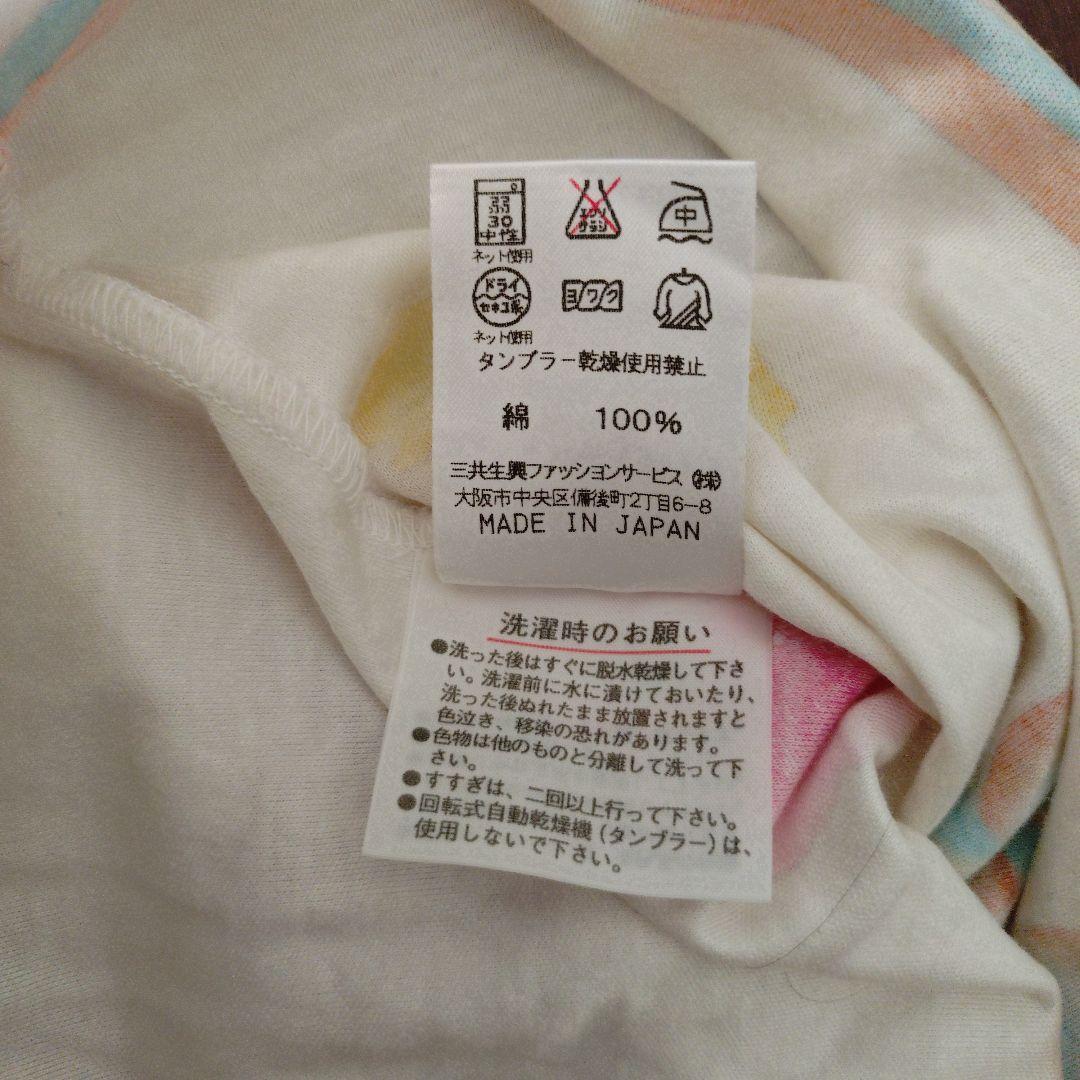 弱
30
中性
ネット使用
エンソ
サラシ
中
ドライ
セキユ系
ネット使用
ヨワク
タンブラー乾燥使用禁止
綿 100%
三共生興ファッションサービス(株)
大阪市中央区備後町2丁目6-8
MADE IN JAPAN
洗濯時のお願い
●洗った後はすぐに脱水乾燥して下さ
い。洗濯前に水に漬けておいたり、
洗った後ぬれたまま放置されますと
色泣き、移染の恐れがあります。
●色物は他のものと分離して洗って下
さい。
●すすぎは、二回以上行って下さい。
●回転式自動乾燥機(タンブラー)は、
使用しないで下さい。